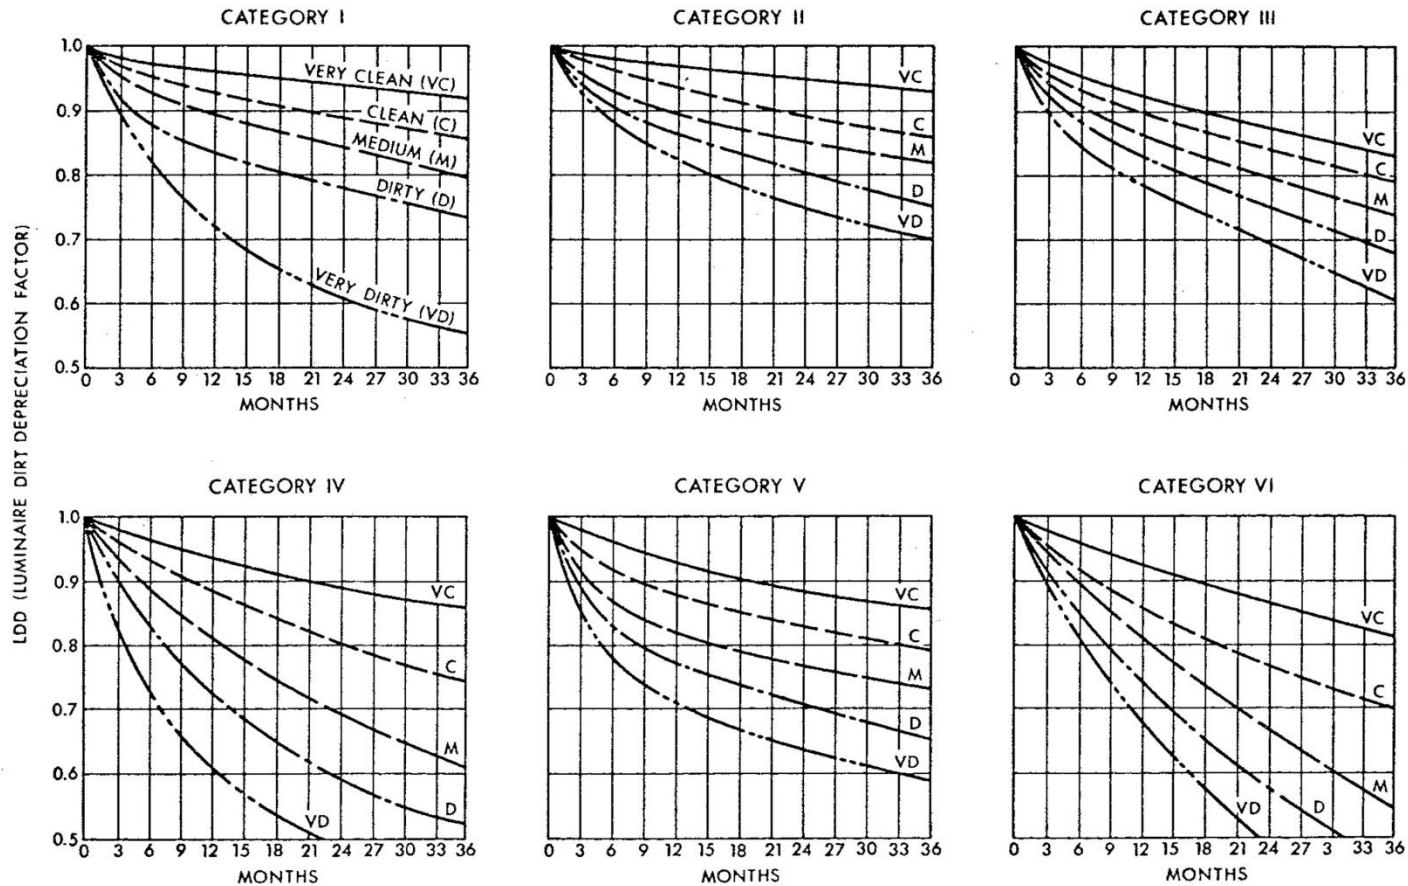 LDD (LUMINAIRE DIRT DEPRECIATION FACTOR)
CATEGORY I
1.0
0.9
0.8
0.7
0.6
0.5
VERY CLEAN (VC)
CLEAN (C)
MEDIUM (M)
DIRTY (D)
VERY DIRTY (VD)
0 3 6 9 12 15 18 21 24 27 30 33 36
MONTHS
CATEGORY II
VC
C
M
D
VD
0 3 6 9 12 15 18 21 24 27 30 33 36
MONTHS
CATEGORY III
VC
C
M
D
VD
0 3 6 9 12 15 18 21 24 27 30 33 36
MONTHS
CATEGORY IV
1.0
0.9
0.8
0.7
0.6
0.5
VC
C
M
D
VD
0 3 6 9 12 15 18 21 24 27 30 33 36
MONTHS
CATEGORY V
VC
C
M
D
VD
0 3 6 9 12 15 18 21 24 27 30 33 36
MONTHS
CATEGORY VI
VC
C
M
VD D
0 3 6 9 12 15 18 21 24 27 3 33 36
MONTHS